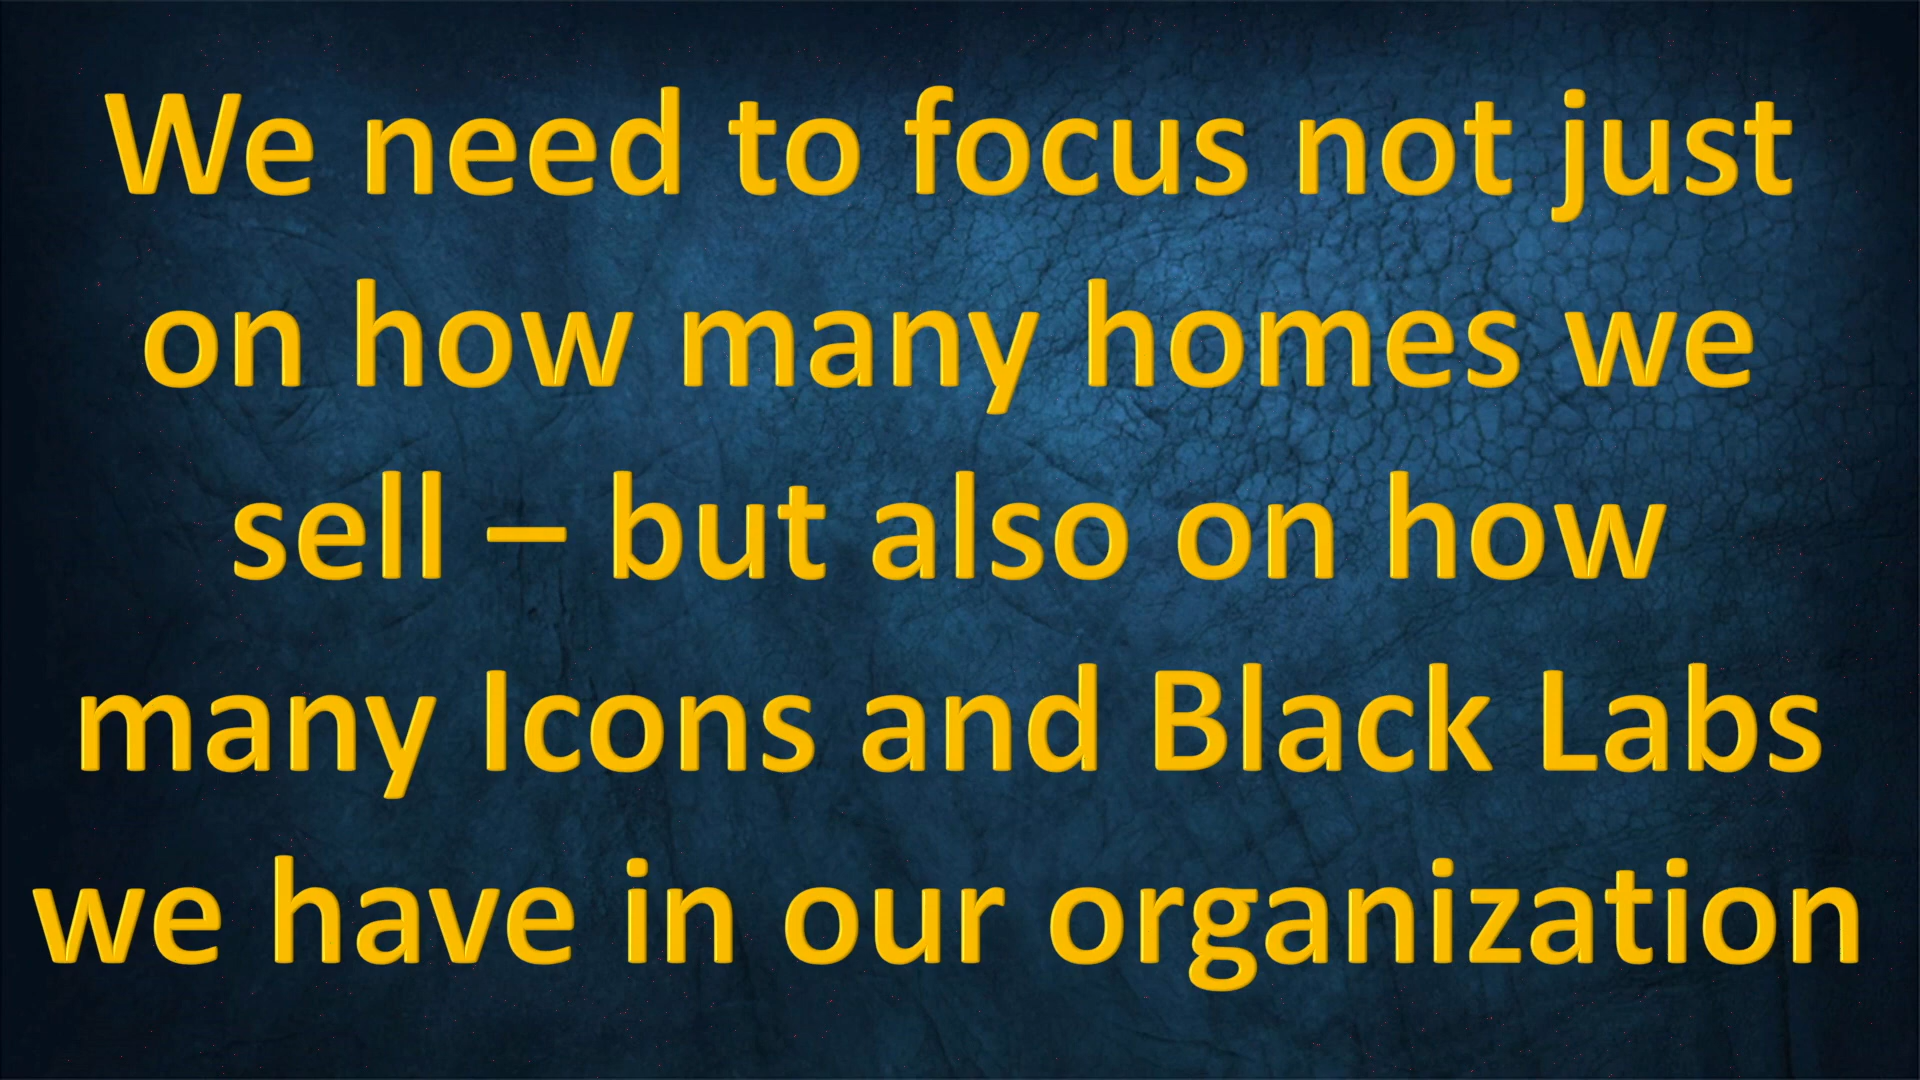 We need to focus not just
on how many homes we
sell – but also on how
many Icons and Black Labs
we have in our organization